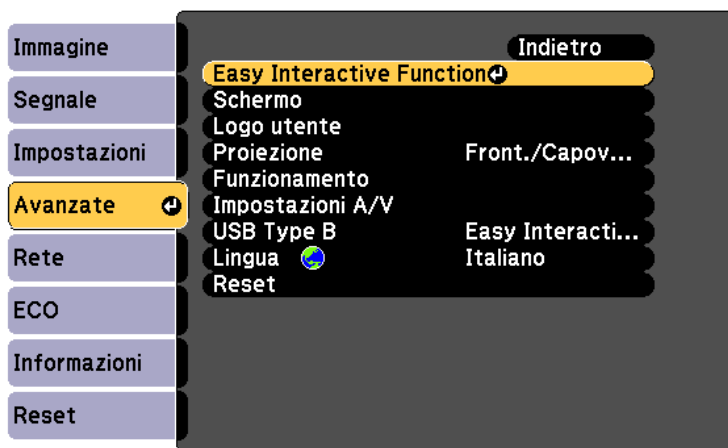 Immagine
Segnale
Impostazioni
Avanzate
Rete
ECO
Informazioni
Reset
Indietro
Easy Interactive Function
Schermo
Logo utente
Proiezione Front./Capov...
Funzionamento
Impostazioni A/V
USB Type B Easy Interacti...
Lingua Italiano
Reset